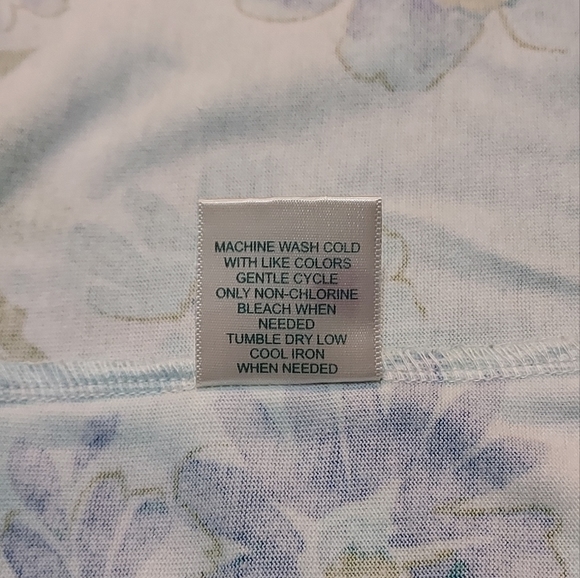 MACHINE WASH COLD
WITH LIKE COLORS
GENTLE CYCLE
ONLY NON-CHLORINE
BLEACH WHEN
NEEDED
TUMBLE DRY LOW
COOL IRON
WHEN NEEDED